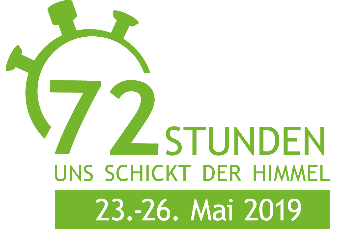 72 STUNDEN
UNS SCHICKT DER HIMMEL
23.-26. Mai 2019